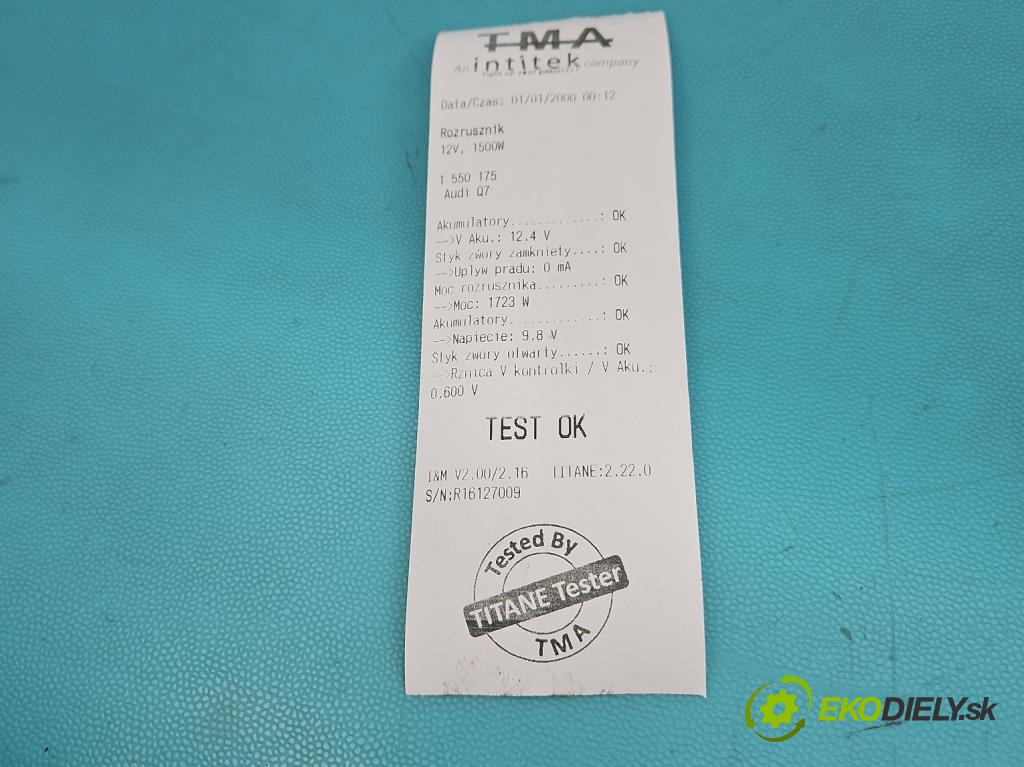 TMA
An intitek company
light up your projects!
Data/Czas: 01/01/2000 00:12
Rozrusznik
12V, 1500W
1 550 175
Audi Q7
Akumulatory............: OK
-->V Aku.: 12.4 V
Styk zwory zamkniety....: OK
-->Uplyw pradu: 0 mA
Moc rozrusznika.........: OK
-->Moc: 1723 W
Akumulatory............: OK
-->Napiecie: 9.8 V
Styk zwory otwarty......: OK
-->Rznica V kontrolki / V Aku.:
0.600 V
TEST OK
I&M V2.00/2.16 TITANE:2.22.0
S/N:R16127009
Tested By
TITANE Tester
TMA
EKODIELY.sk